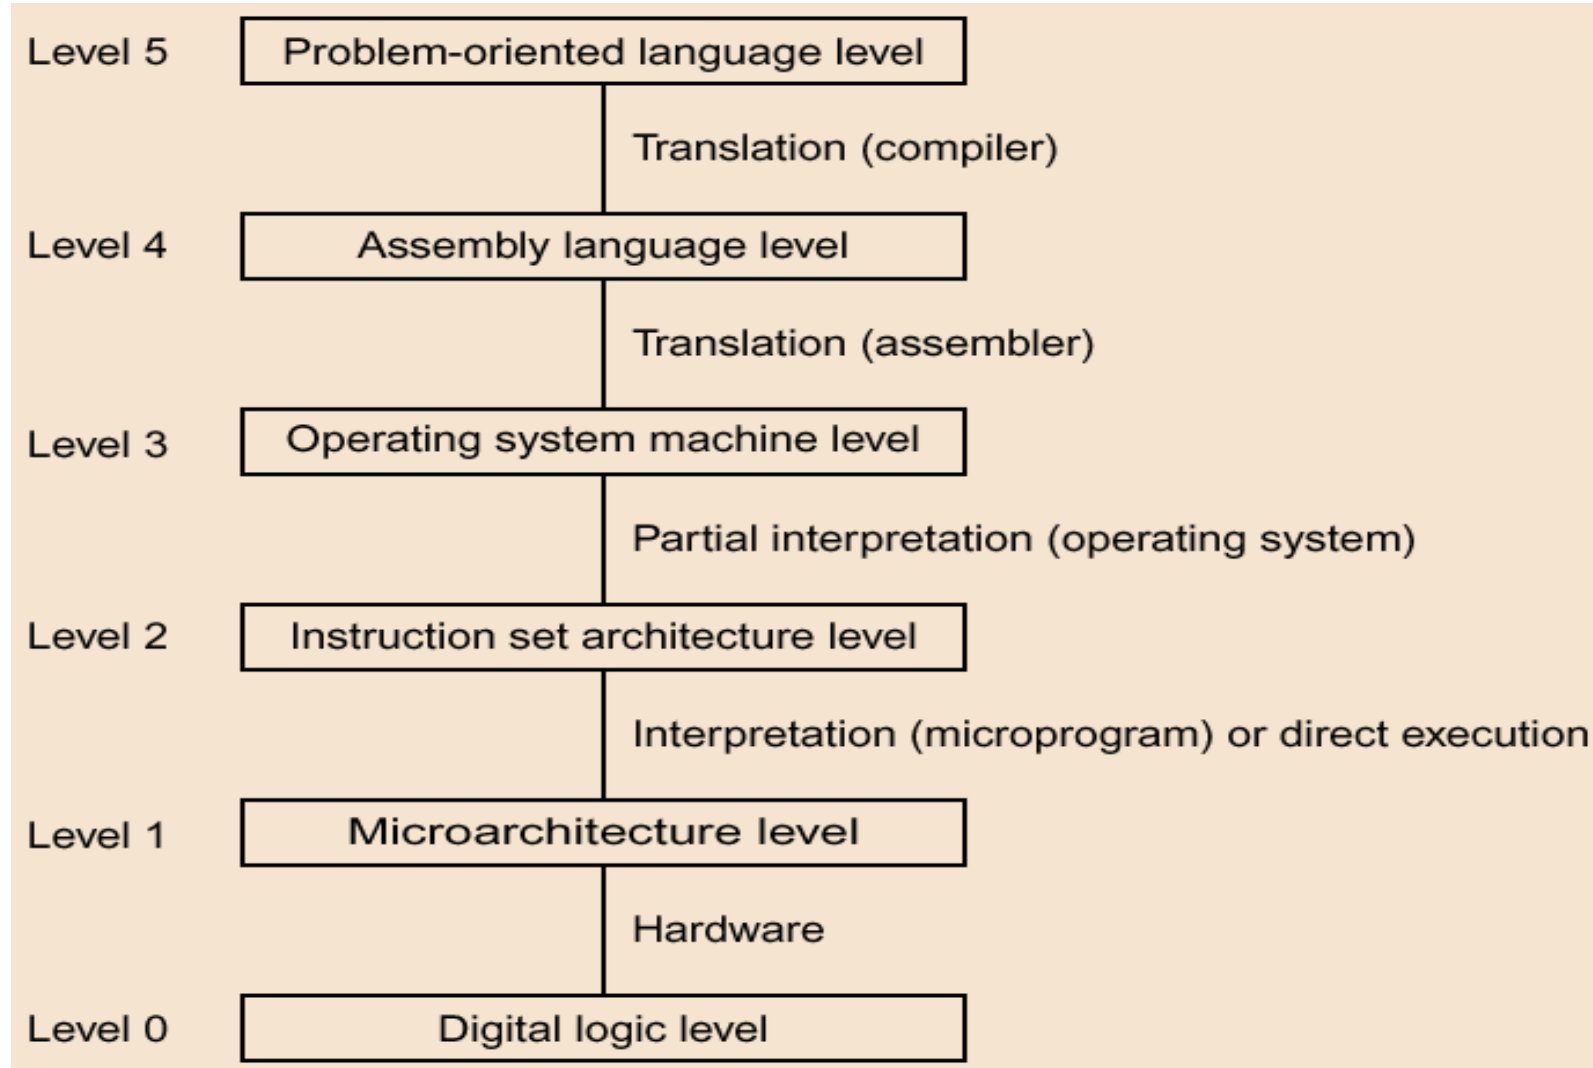 Level 5 Problem-oriented language level
Translation (compiler)
Level 4 Assembly language level
Translation (assembler)
Level 3 Operating system machine level
Partial interpretation (operating system)
Level 2 Instruction set architecture level
Interpretation (microprogram) or direct execution
Level 1 Microarchitecture level
Hardware
Level 0 Digital logic level